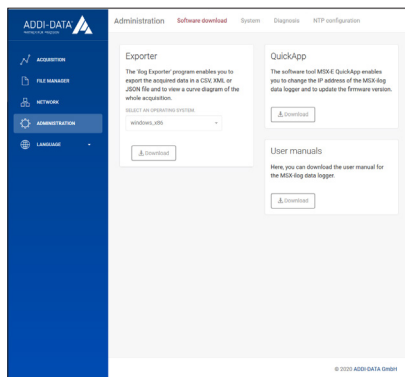 ADDI-DATA
ACQUISITION
FILE MANAGER
NETWORK
ADMINISTRATION
LANGUAGE
Administration Software download System Diagnosis NTP configuration
Exporter
The 'ilog Exporter' program enables you to
export the acquired data in a CSV, XML or
JSON file and to view a curve diagram of the
whole acquisition.
SELECT AN OPERATING SYSTEM
windows_x86
Download
QuickApp
The software tool MSX-E QuickApp enables
you to change the IP address of the MSX-ilog
data logger and to update the firmware version.
Download
User manuals
Here, you can download the user manual for
the MSX-ilog data logger.
Download
© 2020 ADDI-DATA GmbH